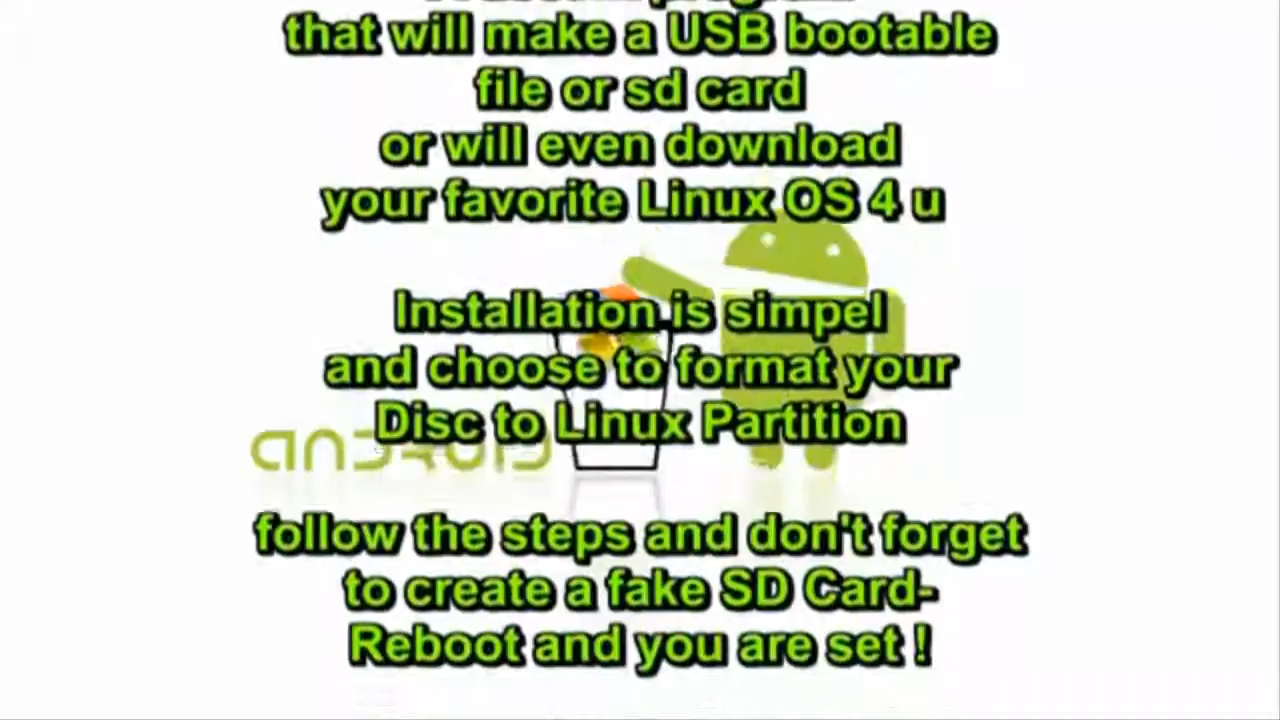 that will make a USB bootable
file or sd card
or will even download
your favorite Linux OS 4 u
Installation is simpel
and choose to format your
Disc to Linux Partition
ANDROID
follow the steps and don't forget
to create a fake SD Card-
Reboot and you are set !